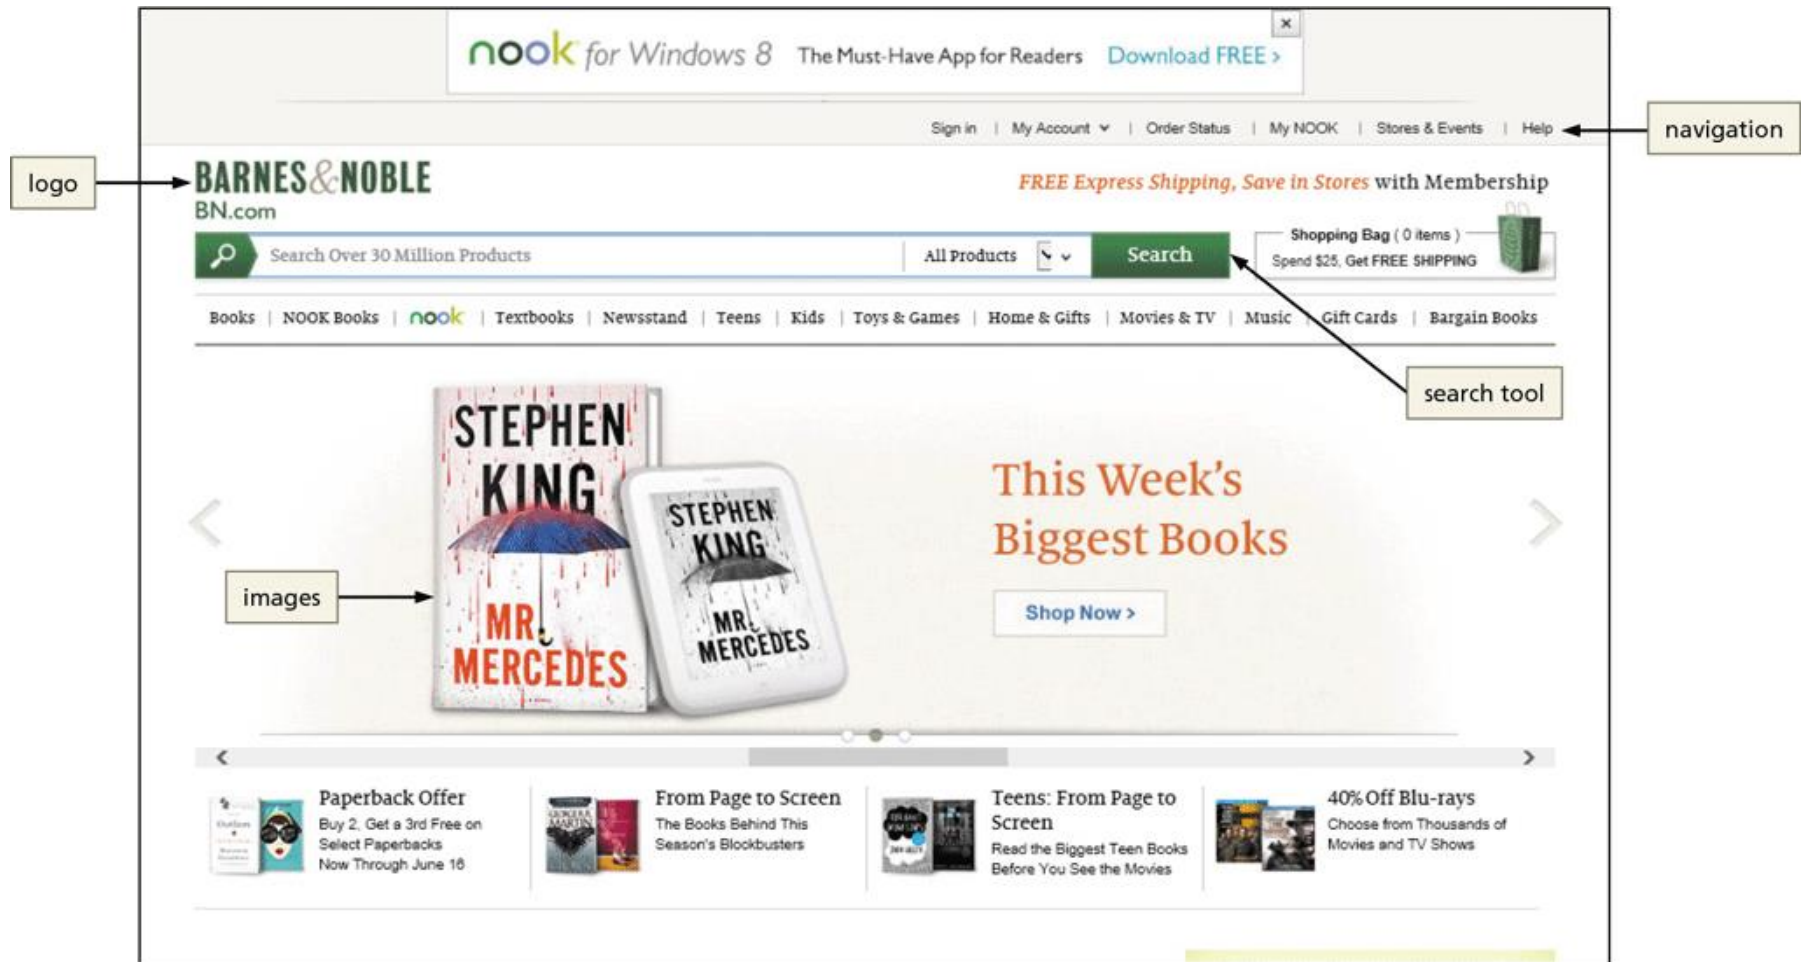 nook for Windows 8 The Must-Have App for Readers Download FREE >
Sign in | My Account | Order Status | My NOOK | Stores & Events | Help
navigation
logo
BARNES&NOBLE
BN.com
FREE Express Shipping, Save in Stores with Membership
Search Over 30 Million Products All Products Search
Shopping Bag ( 0 items )
Spend $25, Get FREE SHIPPING
Books | NOOK Books | nook | Textbooks | Newsstand | Teens | Kids | Toys & Games | Home & Gifts | Movies & TV | Music | Gift Cards | Bargain Books
search tool
STEPHEN
KING
MR.
MERCEDES
STEPHEN
KING
MR.
MERCEDES
This Week's
Biggest Books
Shop Now >
images
Paperback Offer
Buy 2, Get a 3rd Free on
Select Paperbacks
Now Through June 16
From Page to Screen
The Books Behind This
Season's Blockbusters
Teens: From Page to
Screen
Read the Biggest Teen Books
Before You See the Movies
40% Off Blu-rays
Choose from Thousands of
Movies and TV Shows